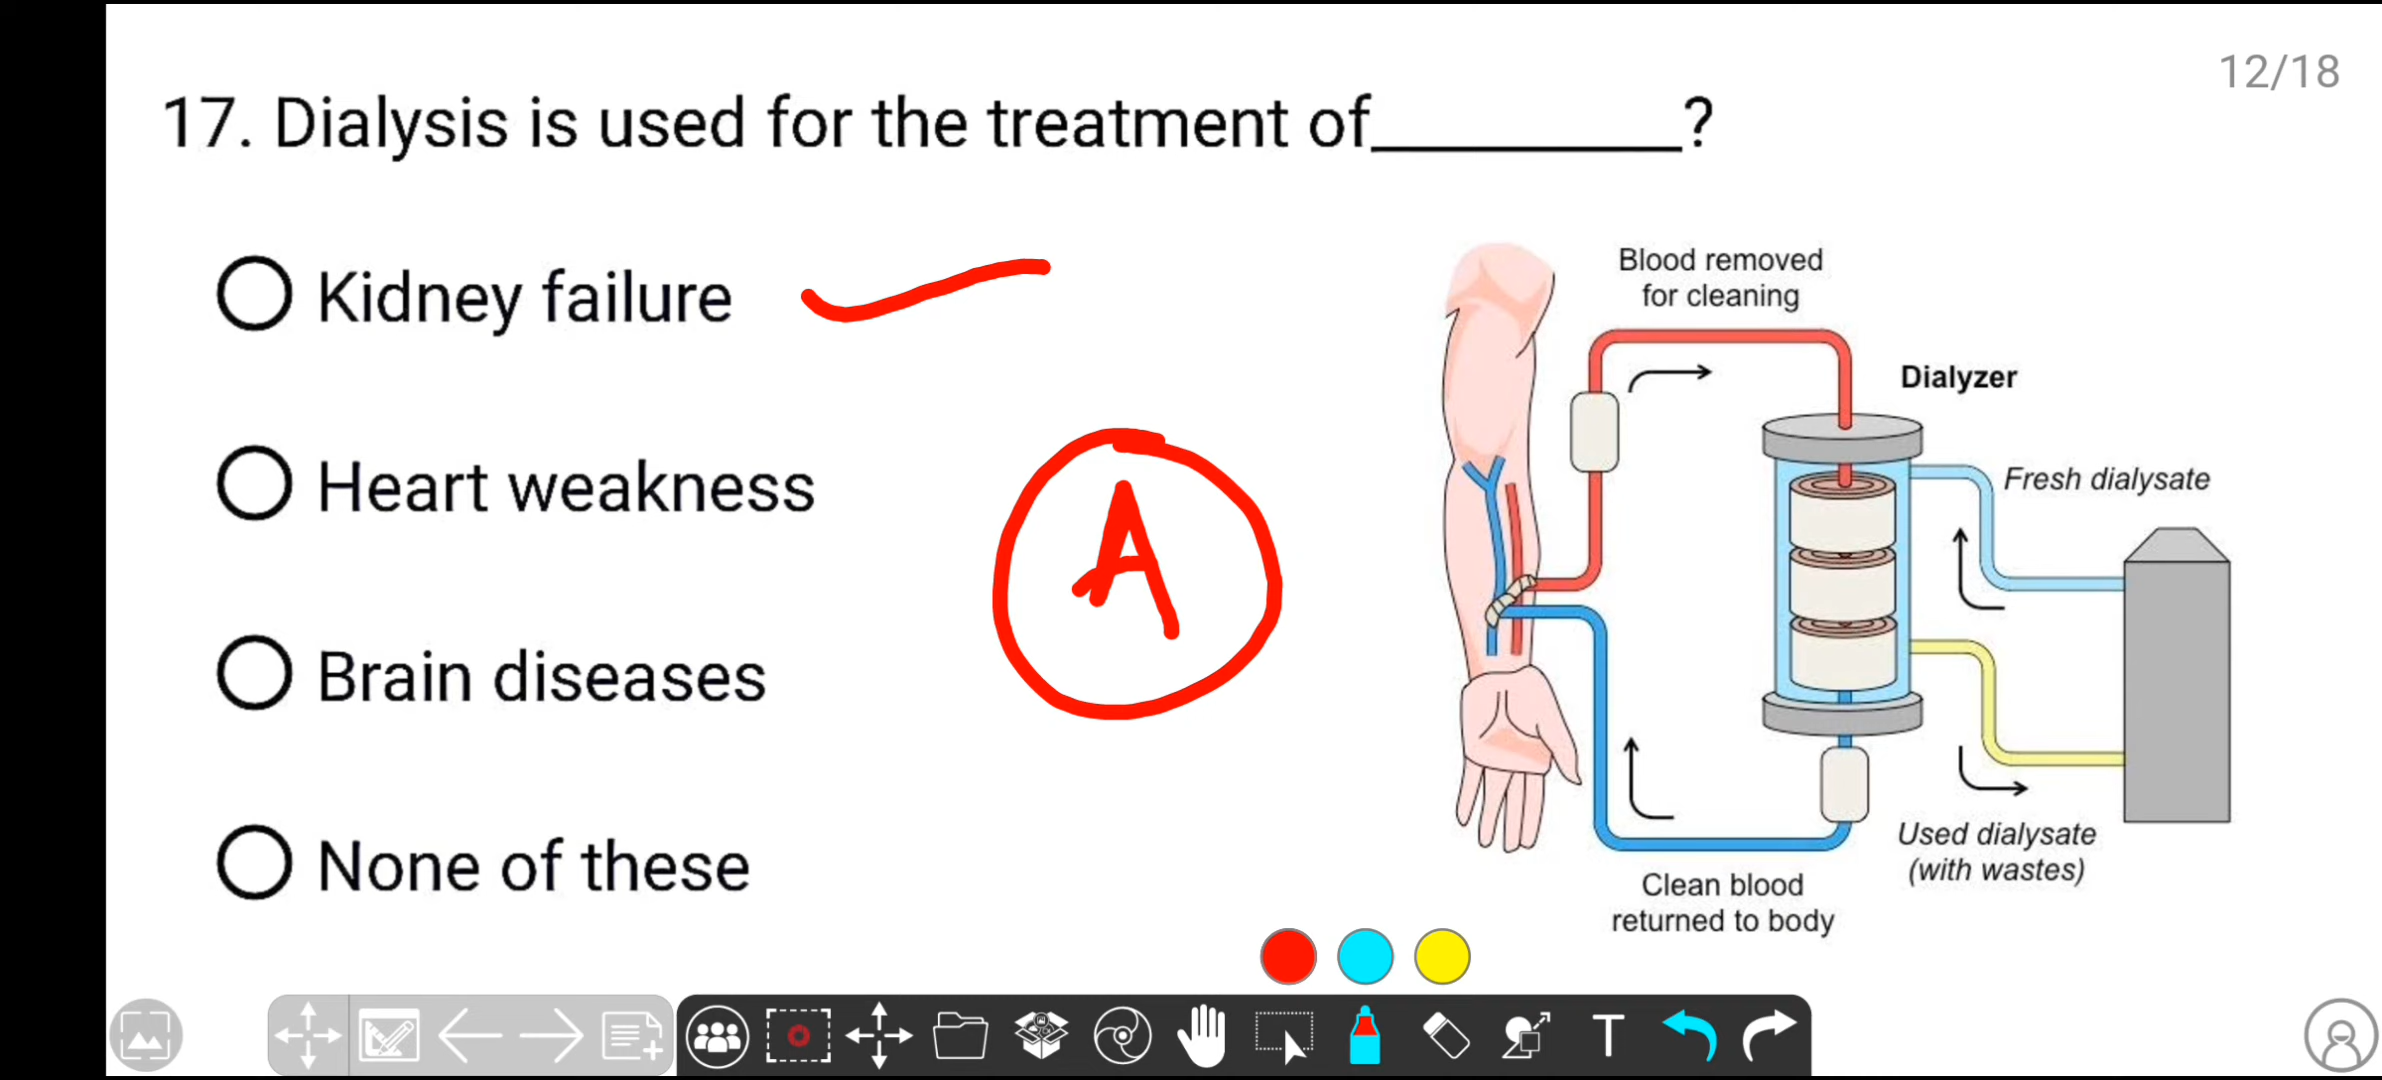 12/18
17. Dialysis is used for the treatment of_________?
Kidney failure
Heart weakness
Brain diseases
None of these
A
Blood removed
for cleaning
Dialyzer
Fresh dialysate
Used dialysate
(with wastes)
Clean blood
returned to body
T